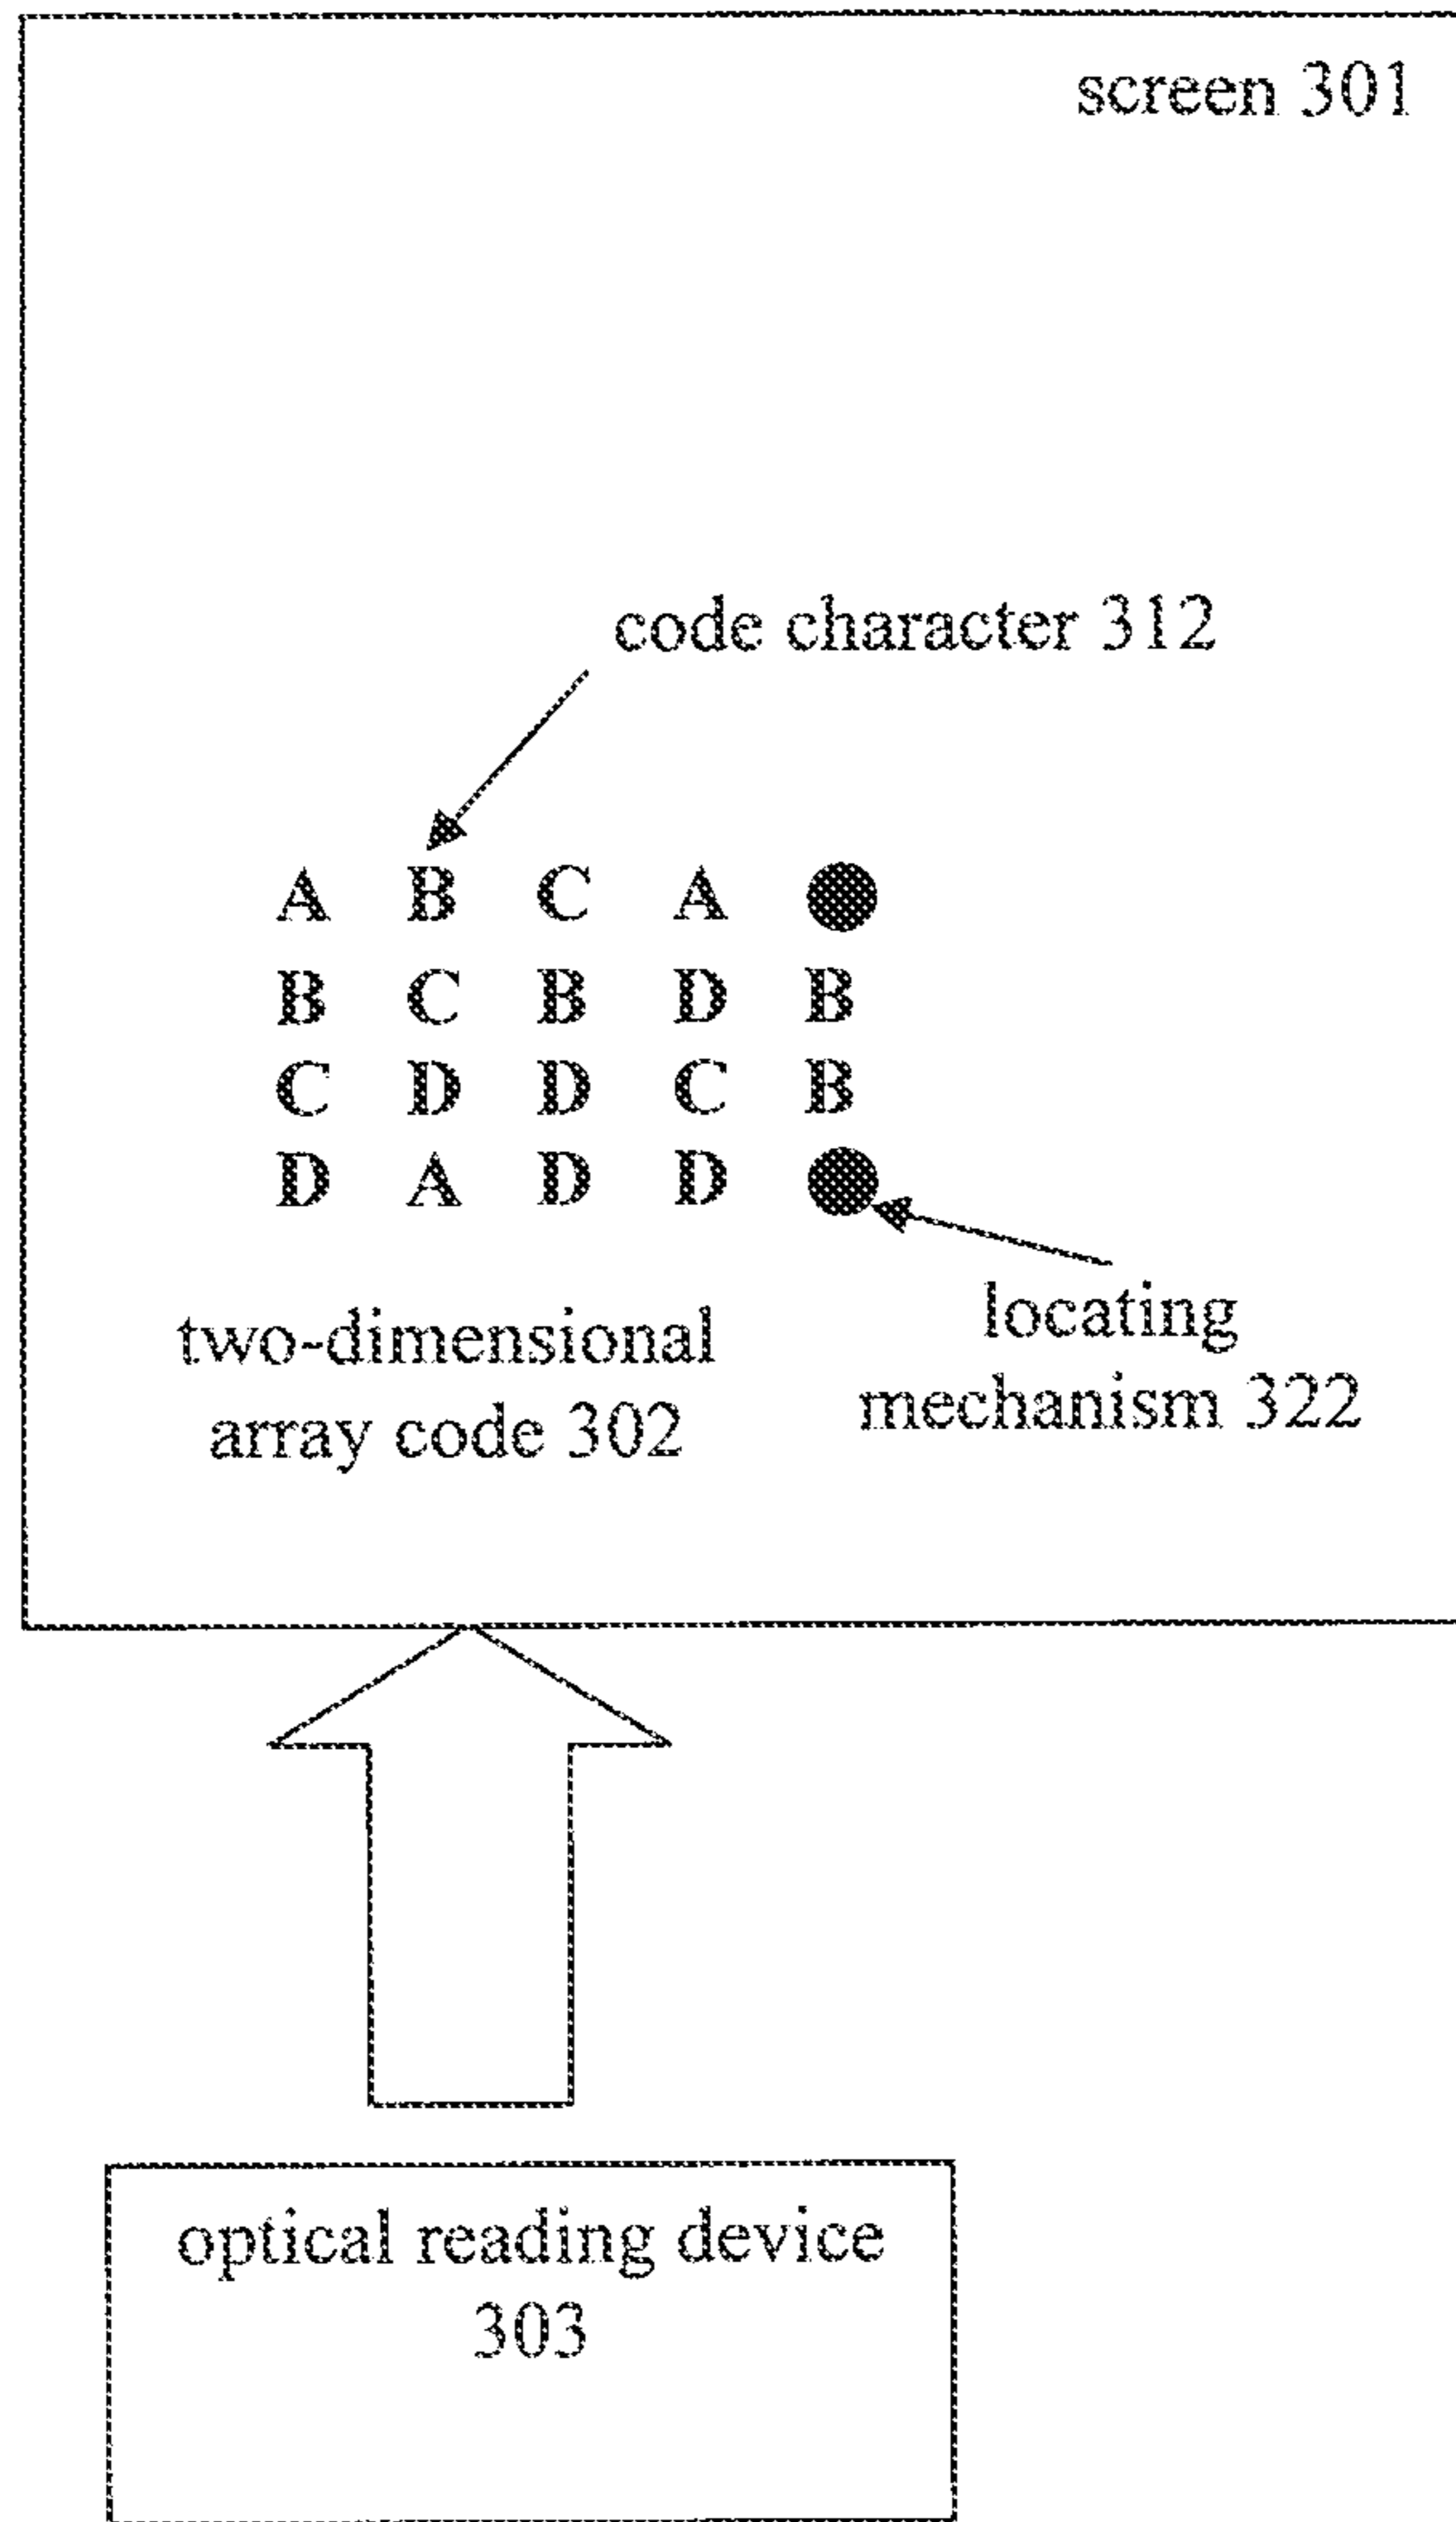 screen 301
code character 312
A B C A
B C B D B
C D D C B
D A D D
two-dimensional
array code 302
locating
mechanism 322
optical reading device
303